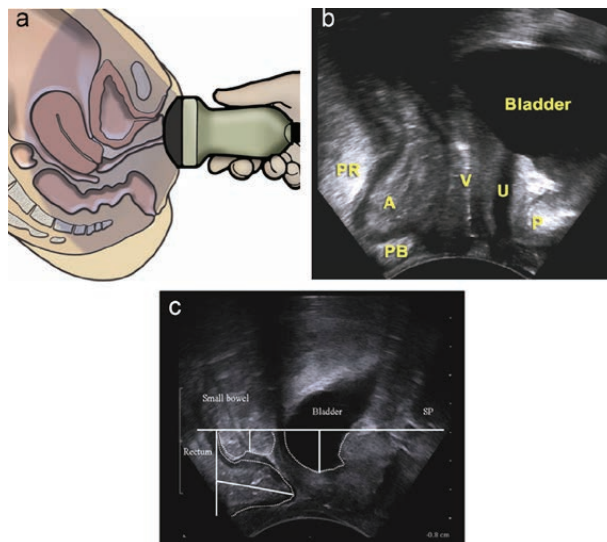 a
b
Bladder
PR
V
U
A
P
PB
c
Small bowel
Bladder
SP
Rectum
-0.8 cm